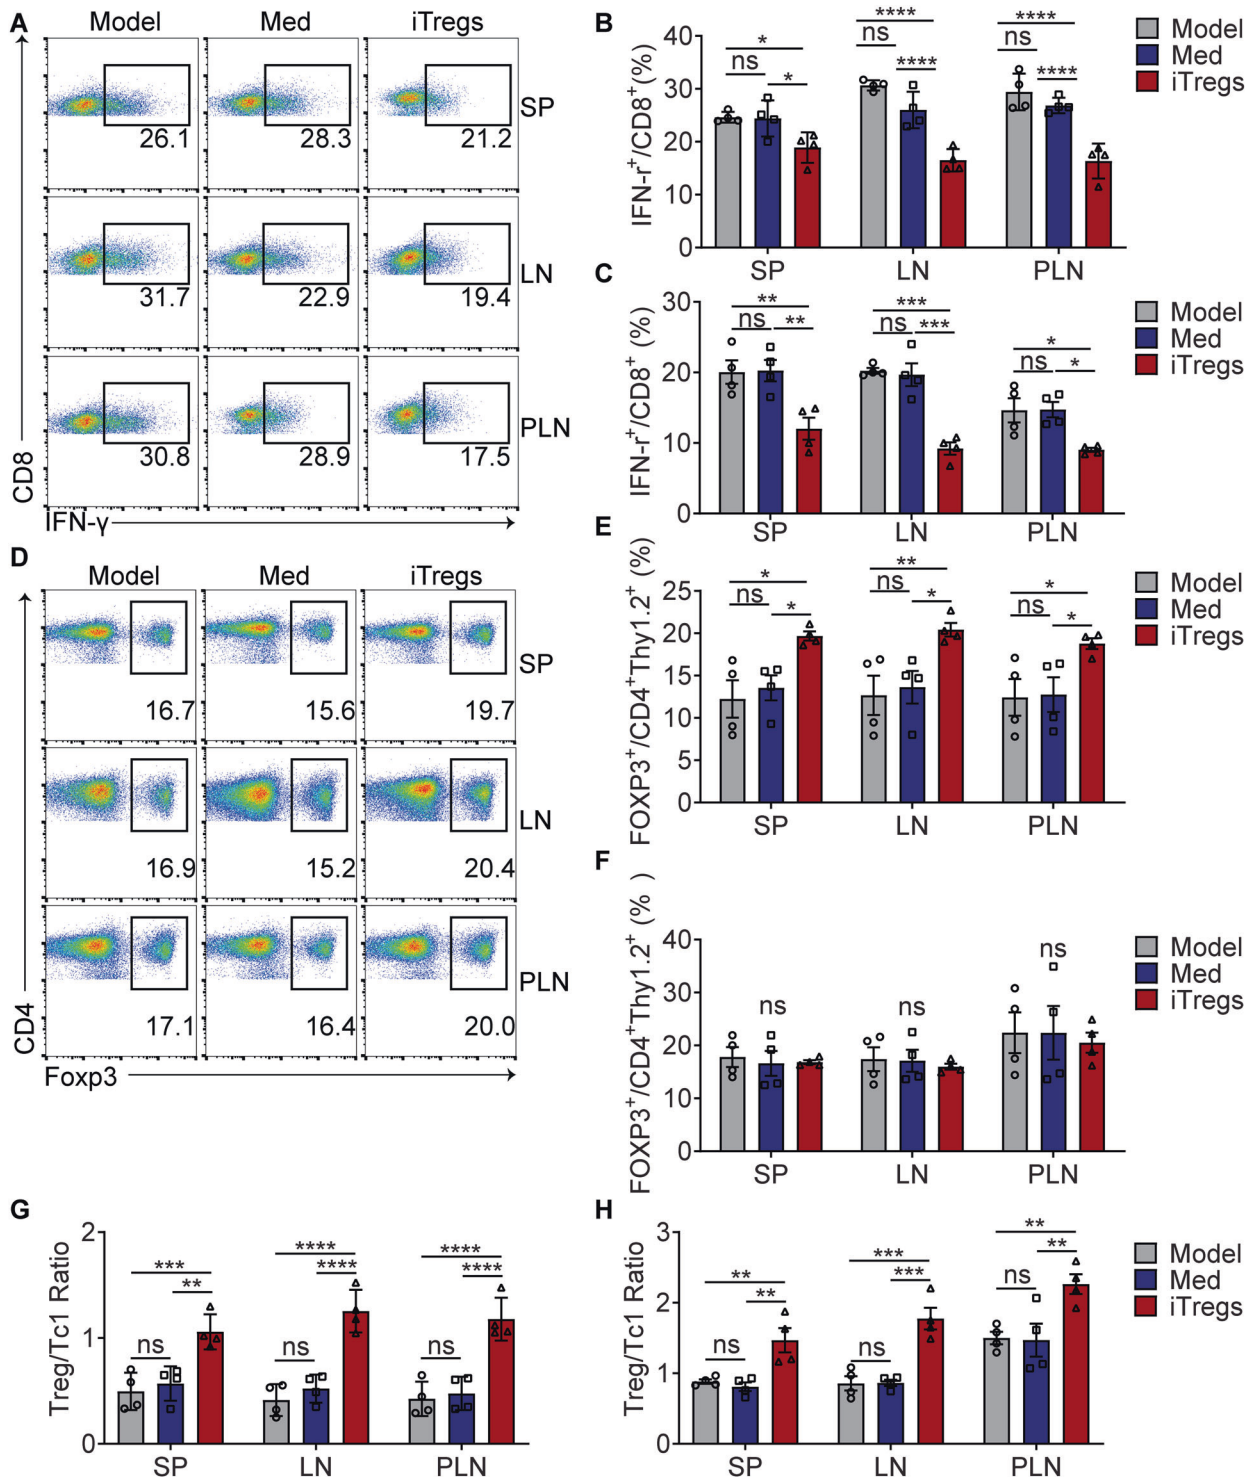 A
Model Med iTregs
26.1 28.3 21.2 SP
31.7 22.9 19.4 LN
30.8 28.9 17.5 PLN
CD8
IFN-γ
B
IFN-r+/CD8+(%)
40
30
20
10
0
* ns *
**** ns ****
**** ns ****
SP LN PLN
Model
Med
iTregs
C
IFN-r+/CD8+ (%)
30
20
10
0
** ns **
*** ns ***
* ns *
SP LN PLN
Model
Med
iTregs
D
Model Med iTregs
16.7 15.6 19.7 SP
16.9 15.2 20.4 LN
17.1 16.4 20.0 PLN
CD4
Foxp3
E
FOXP3+/CD4+Thy1.2+ (%)
25
20
15
10
5
0
* ns *
** ns *
* ns *
SP LN PLN
Model
Med
iTregs
F
FOXP3+/CD4+Thy1.2+ (% )
40
30
20
10
0
ns ns ns
SP LN PLN
Model
Med
iTregs
G
Treg/Tc1 Ratio
2
1
0
*** ** ns
**** **** ns
**** **** ns
SP LN PLN
H
Treg/Tc1 Ratio
3
2
1
0
** ** ns
*** *** ns
** ** ns
SP LN PLN
Model
Med
iTregs